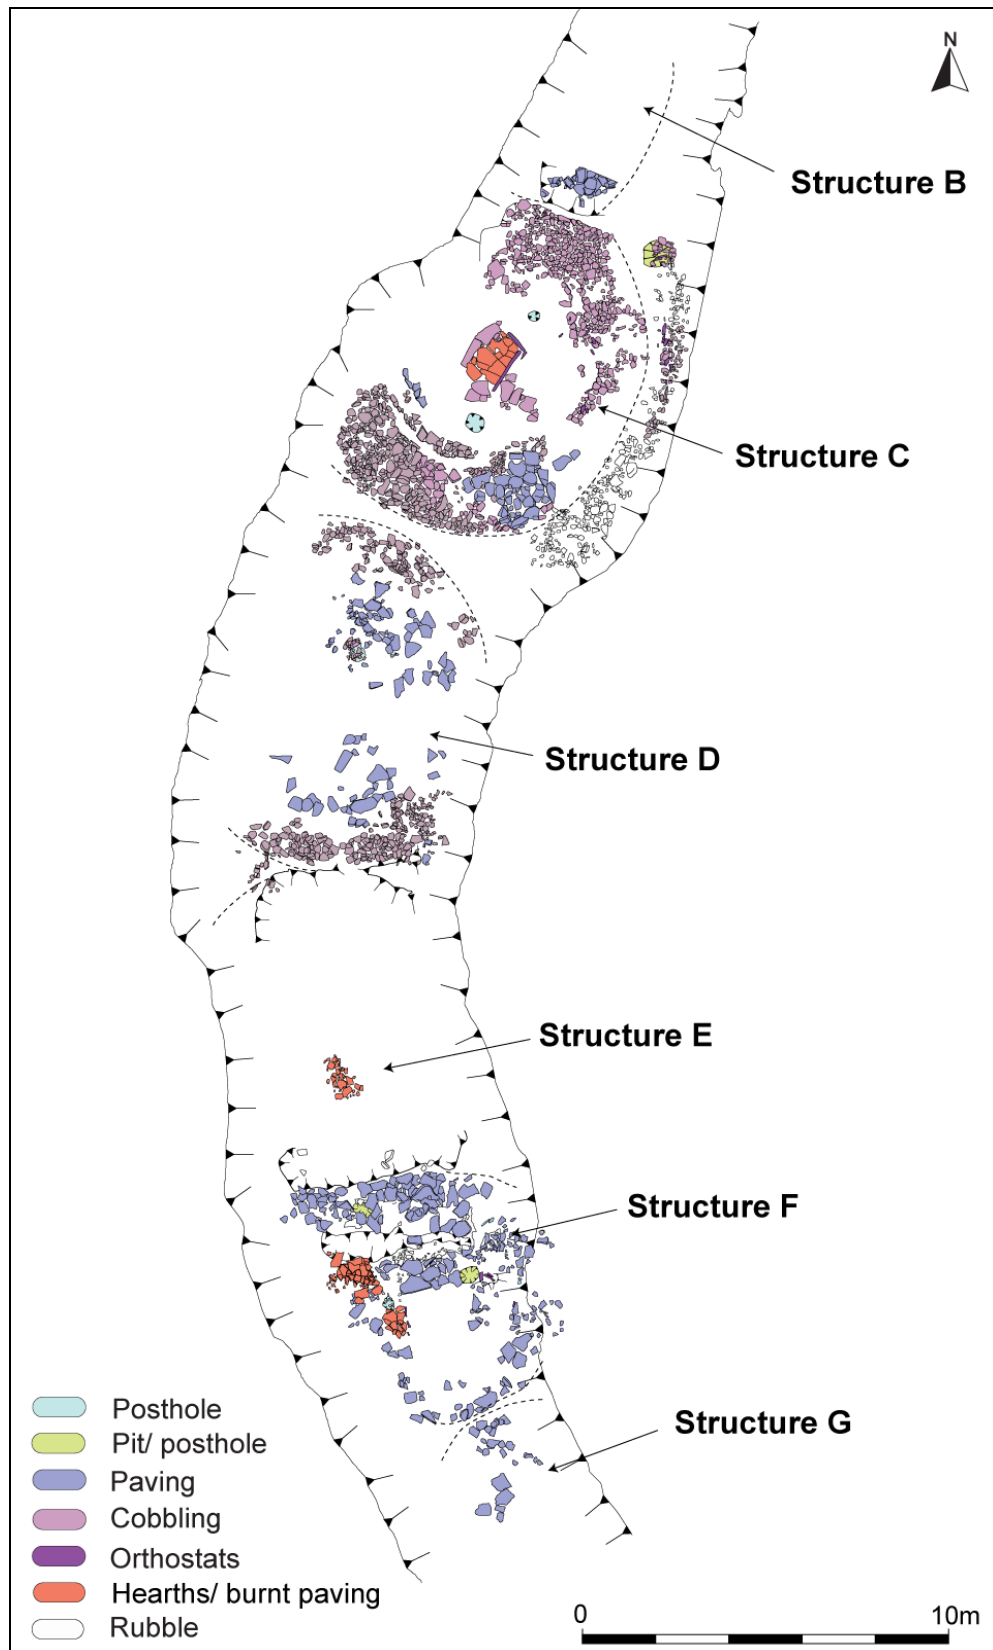 N
Structure B
Structure C
Structure D
Structure E
Structure F
Structure G
Posthole
Pit/ posthole
Paving
Cobbling
Orthostats
Hearths/ burnt paving
Rubble
0 10m